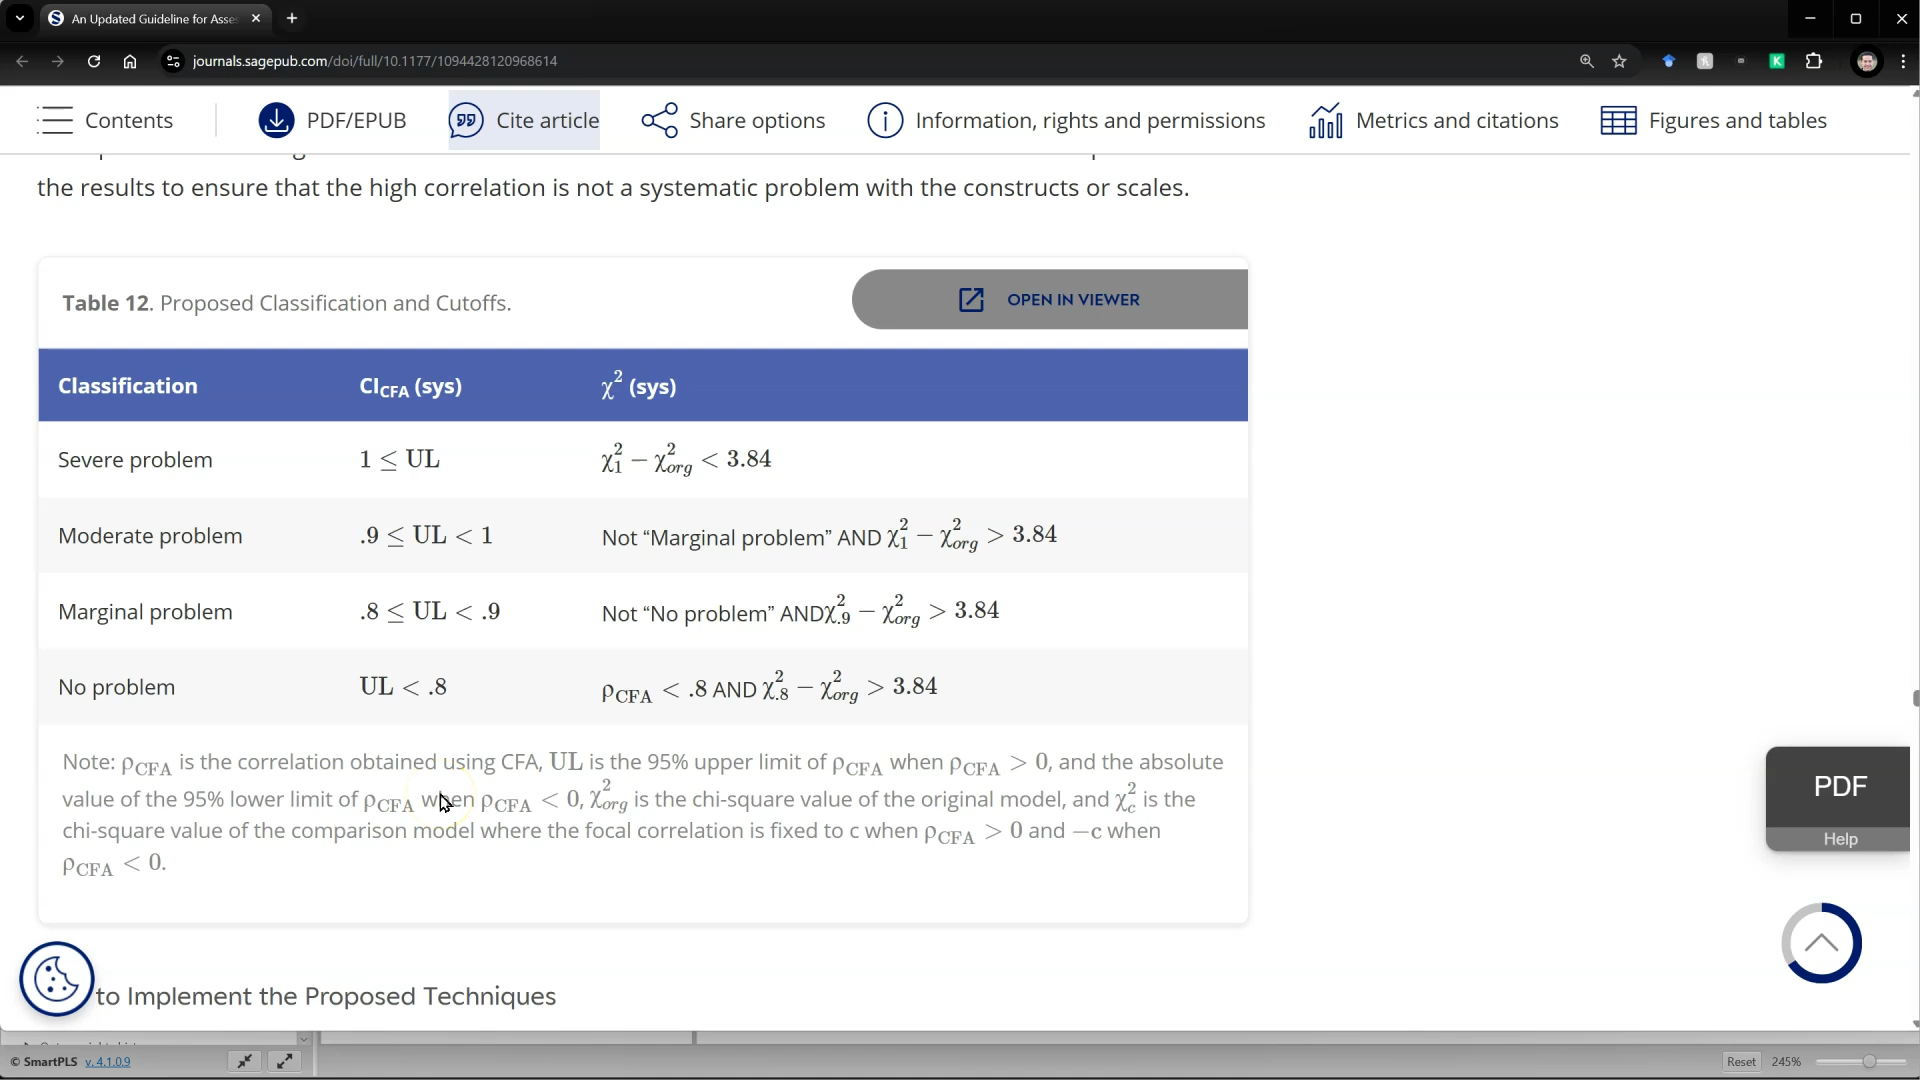 An Updated Guideline for Asse
journals.sagepub.com/doi/full/10.1177/1094428120968614
Contents
PDF/EPUB
Cite article
Share options
Information, rights and permissions
Metrics and citations
Figures and tables
the results to ensure that the high correlation is not a systematic problem with the constructs or scales.
Table 12. Proposed Classification and Cutoffs.
OPEN IN VIEWER
Classification CI_CFA (sys) χ² (sys)
Severe problem 1 ≤ UL χ²_1 − χ²_org < 3.84
Moderate problem .9 ≤ UL < 1 Not “Marginal problem” AND χ²_1 − χ²_org > 3.84
Marginal problem .8 ≤ UL < .9 Not “No problem” ANDχ²_.9 − χ²_org > 3.84
No problem UL < .8 ρ_CFA < .8 AND χ²_.8 − χ²_org > 3.84
Note: ρ_CFA is the correlation obtained using CFA, UL is the 95% upper limit of ρ_CFA when ρ_CFA > 0, and the absolute
value of the 95% lower limit of ρ_CFA when ρ_CFA < 0, χ²_org is the chi-square value of the original model, and χ²_c is the
chi-square value of the comparison model where the focal correlation is fixed to c when ρ_CFA > 0 and −c when
ρ_CFA < 0.
PDF
Help
to Implement the Proposed Techniques
© SmartPLS v. 4.1.0.9
Reset 245%